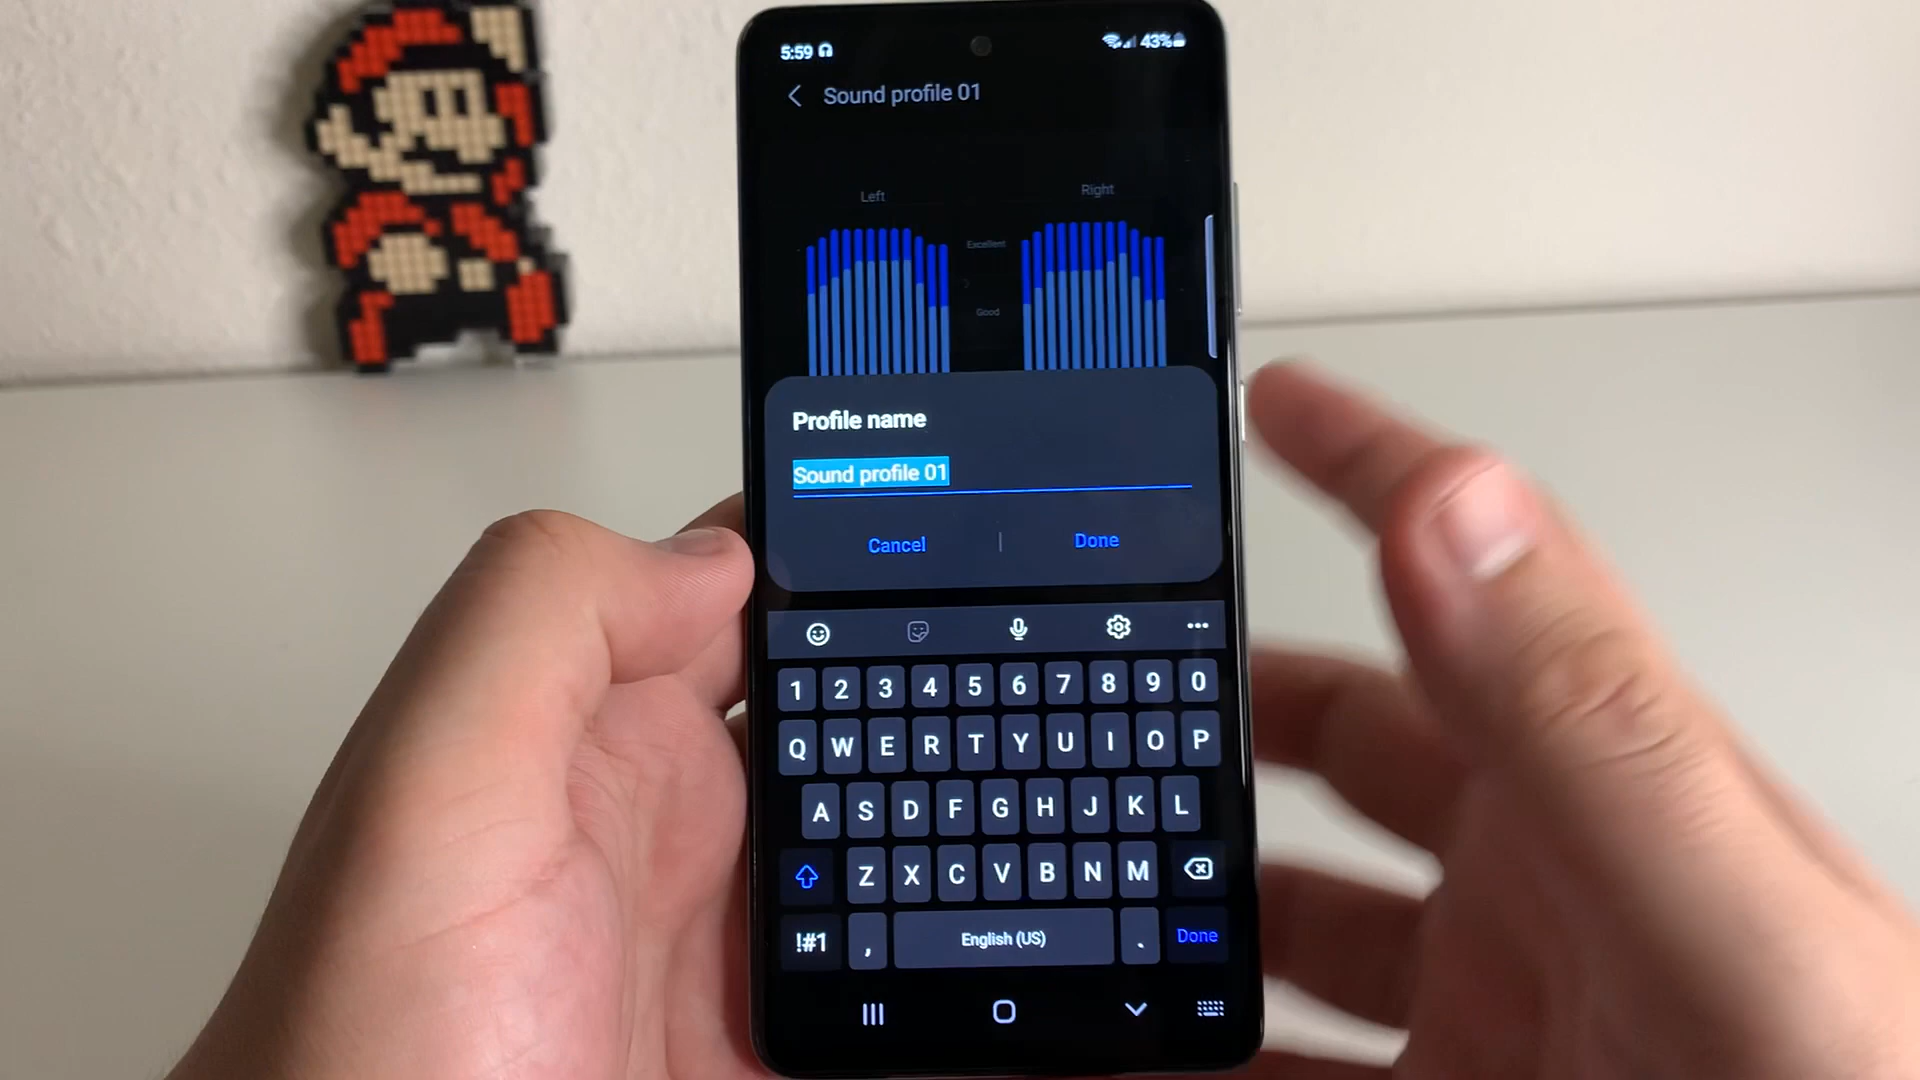 5:59 43%
Sound profile 01
Left Right
Excellent
Good
Profile name
Sound profile 01
Cancel | Done
1 2 3 4 5 6 7 8 9 0
Q W E R T Y U I O P
A S D F G H J K L
Z X C V B N M
!#1 , English (US) . Done